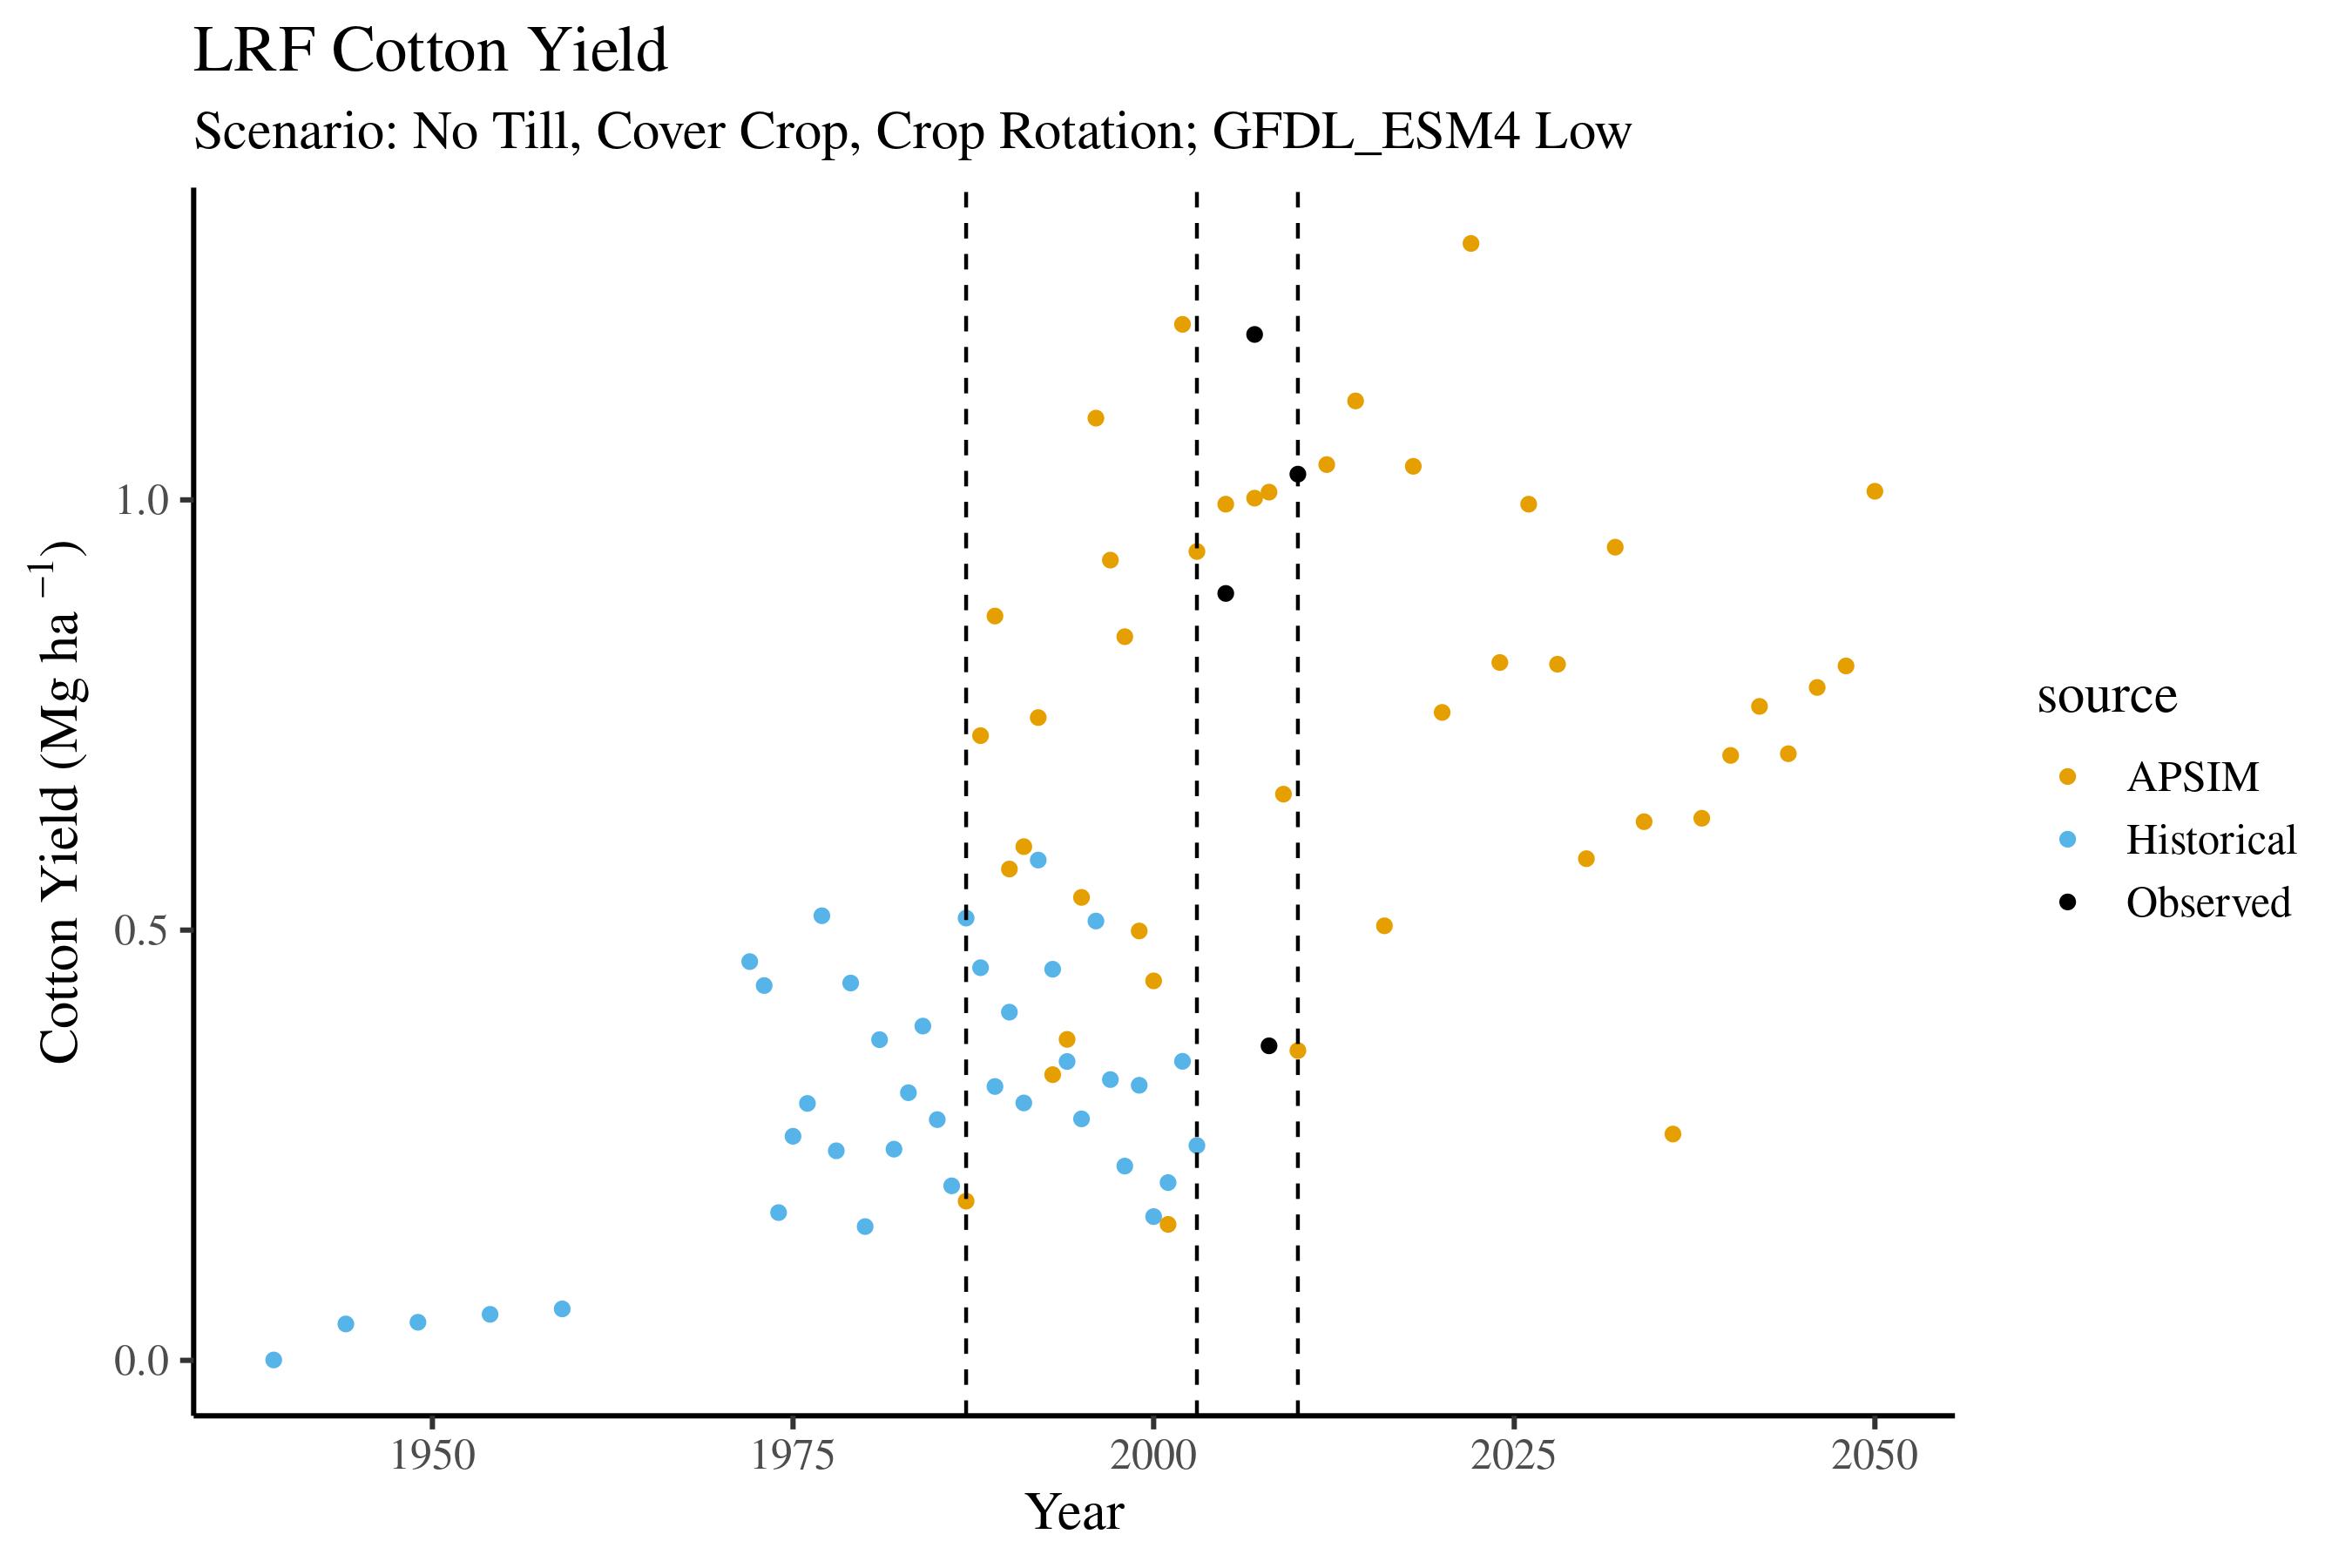 LRF Cotton Yield
Scenario: No Till, Cover Crop, Crop Rotation; GFDL_ESM4 Low
Cotton Yield (Mg ha −1)
1.0
0.5
0.0
1950 1975 2000 2025 2050
Year
source
APSIM
Historical
Observed